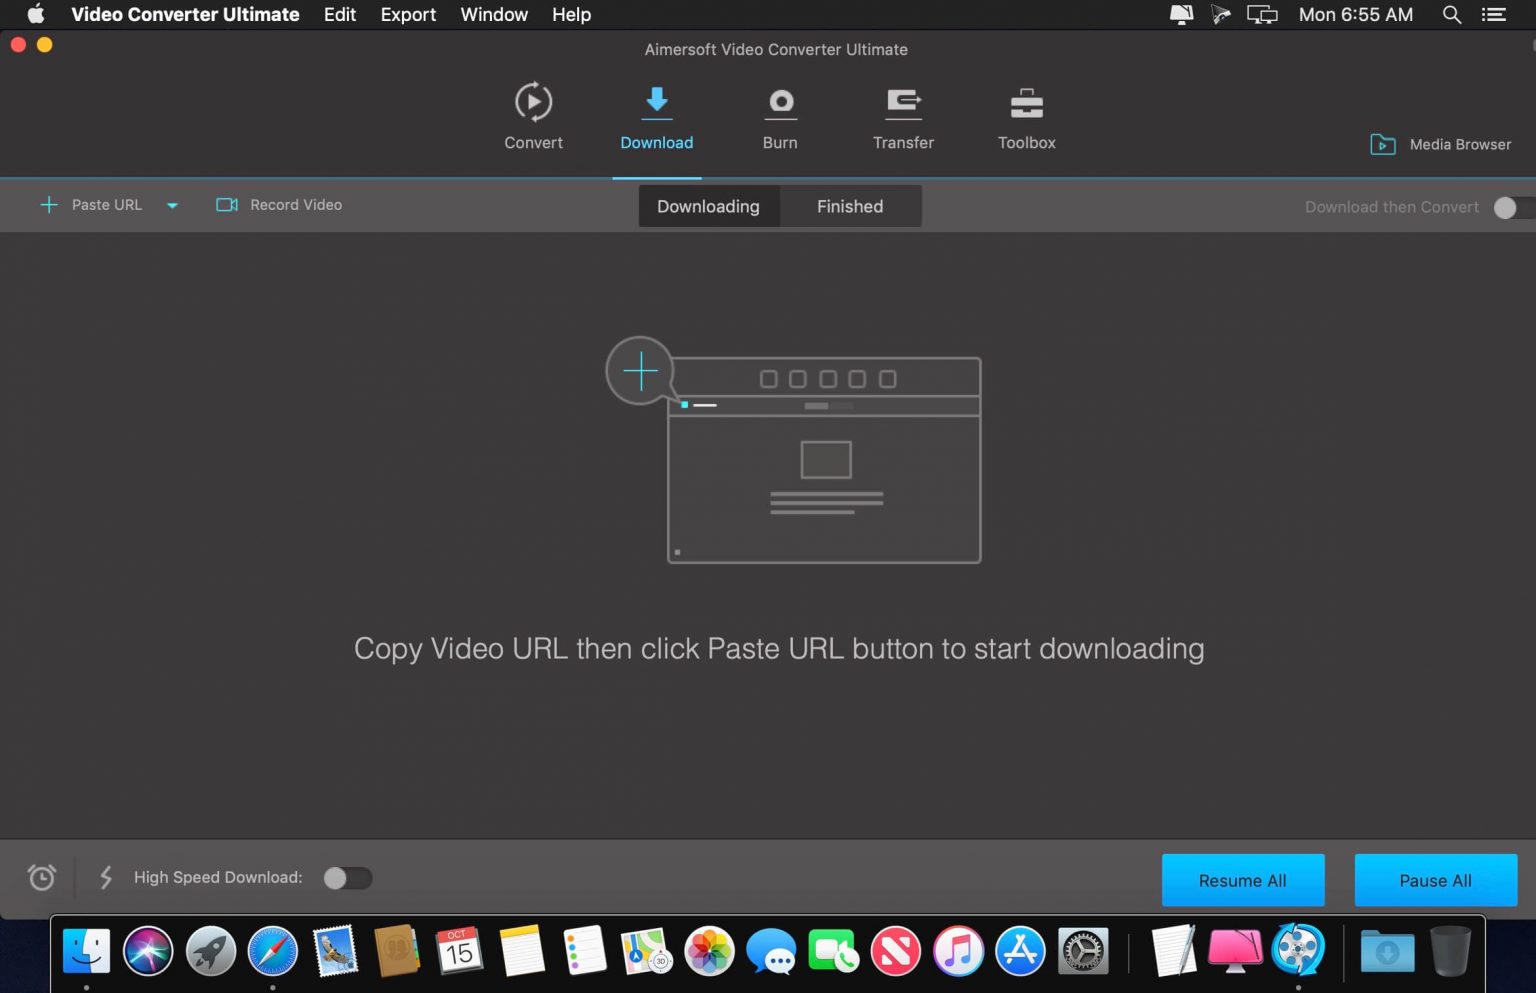 Video Converter Ultimate Edit Export Window Help Mon 6:55 AM
Aimersoft Video Converter Ultimate
Convert Download Burn Transfer Toolbox Media Browser
Paste URL Record Video Downloading Finished Download then Convert
Copy Video URL then click Paste URL button to start downloading
High Speed Download: Resume All Pause All
OCT
15
3D